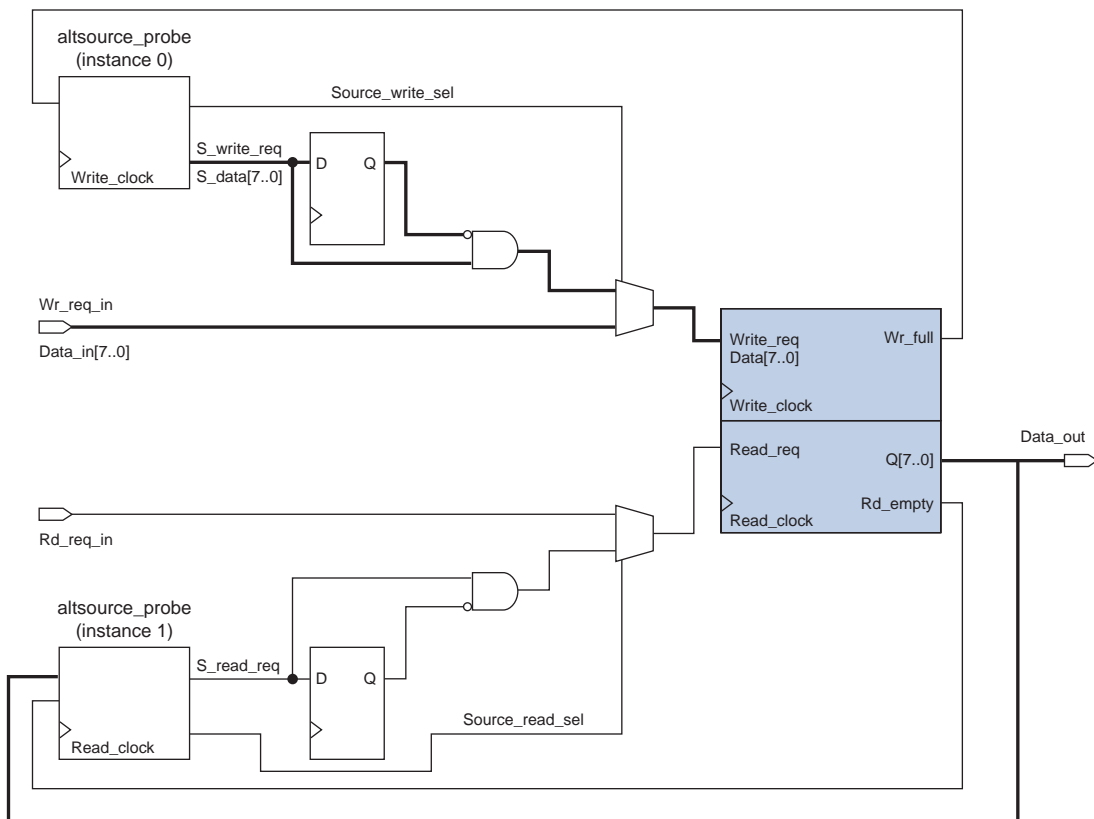 altsource_probe
(instance 0)
Source_write_sel
S_write_req
D
Q
Write_clock
S_data[7..0]
Wr_req_in
Data_in[7..0]
Write_req
Wr_full
Data[7..0]
Write_clock
Data_out
Read_req
Q[7..0]
Rd_empty
Read_clock
Rd_req_in
altsource_probe
(instance 1)
S_read_req
D
Q
Source_read_sel
Read_clock